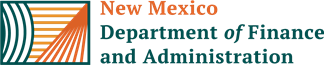 New Mexico
Department of Finance
and Administration